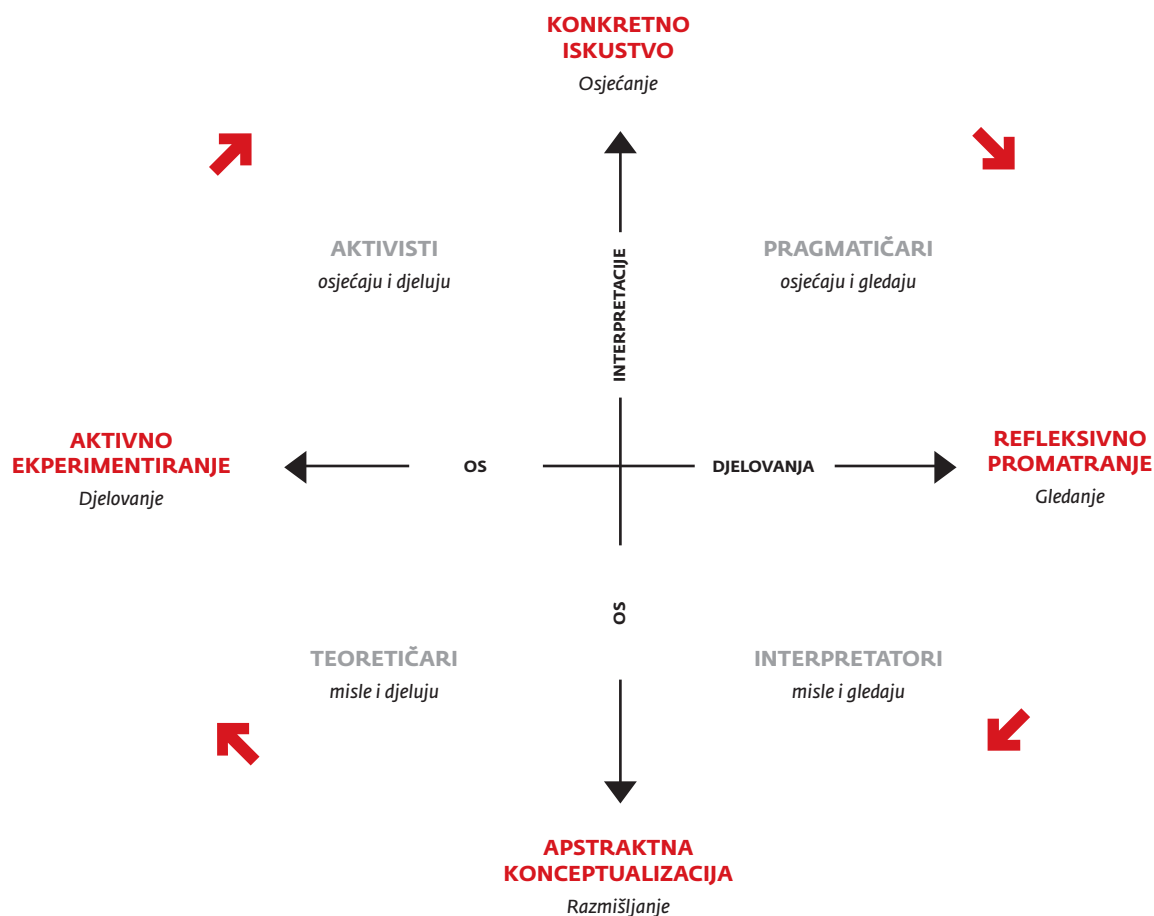 KONKRETNO
ISKUSTVO
Osjećanje
AKTIVISTI
osjećaju i djeluju
INTERPRETACIJE
PRAGMATIČARI
osjećaju i gledaju
AKTIVNO
EKPERIMENTIRANJE
Djelovanje
OS
DJELOVANJA
REFLEKSIVNO
PROMATRANJE
Gledanje
OS
TEORETIČARI
misle i djeluju
INTERPRETATORI
misle i gledaju
APSTRAKTNA
KONCEPTUALIZACIJA
Razmišljanje